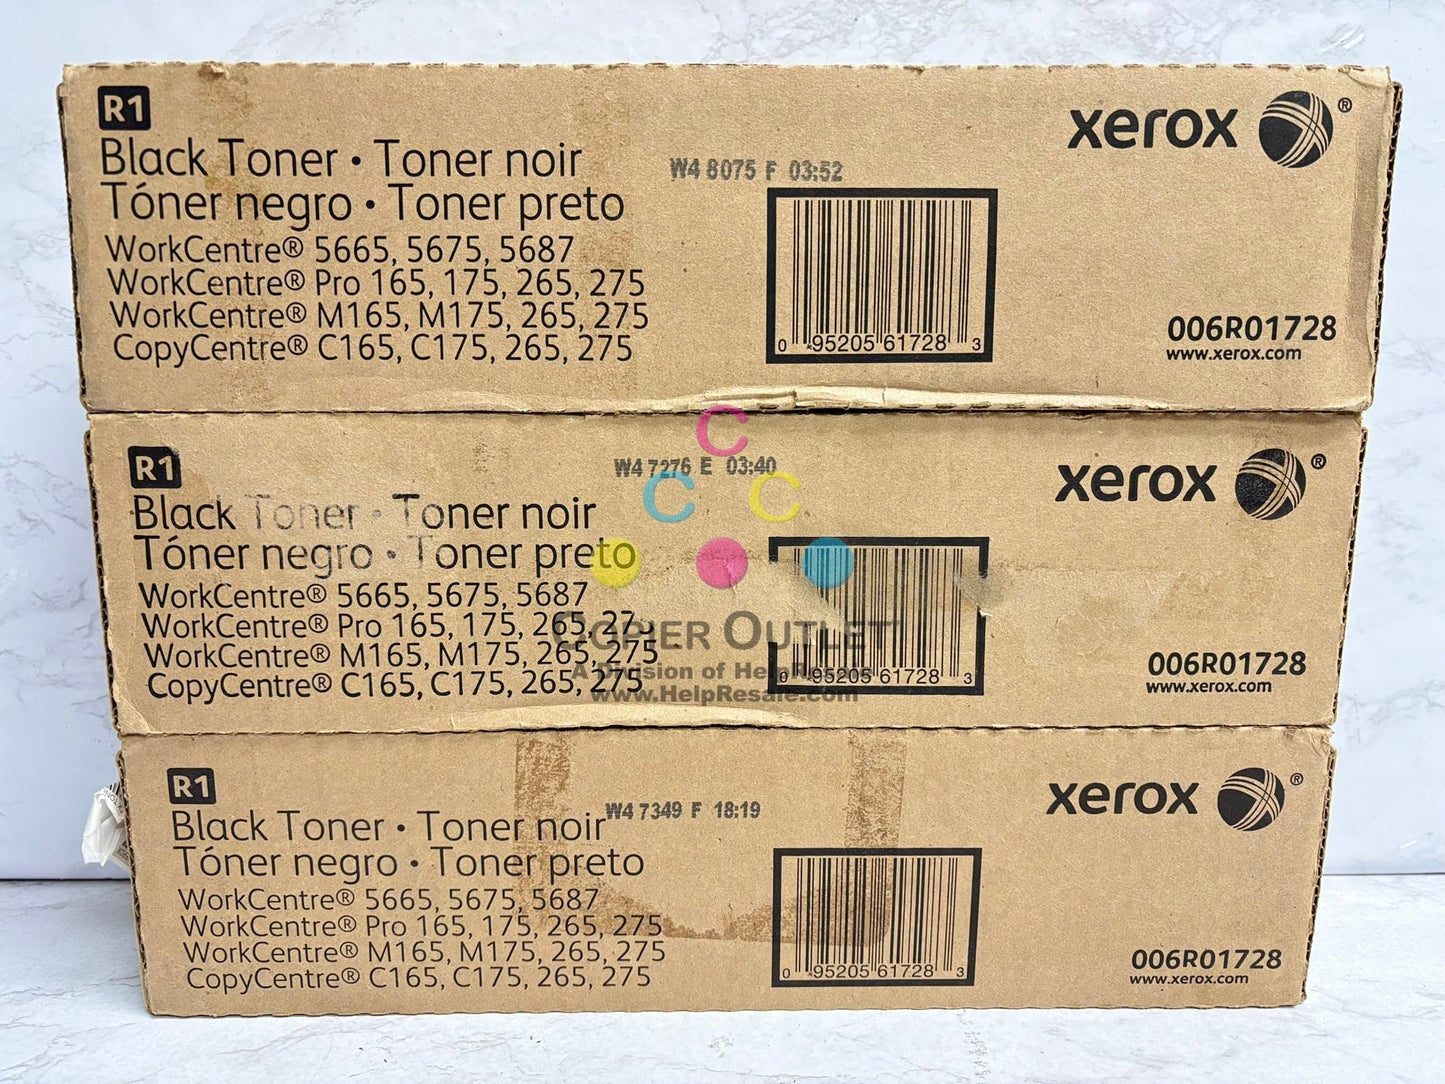 R1
Black Toner • Toner noir
Tóner negro • Toner preto
WorkCentre® 5665, 5675, 5687
WorkCentre® Pro 165, 175, 265, 275
WorkCentre® M165, M175, 265, 275
CopyCentre® C165, C175, 265, 275
W4 8075 F 03:52
0 95205 61728 3
xerox ®
006R01728
www.xerox.com
R1
Black Toner • Toner noir
Tóner negro • Toner preto
WorkCentre® 5665, 5675, 5687
WorkCentre® Pro 165, 175, 265, 275
WorkCentre® M165, M175, 265, 275
CopyCentre® C165, C175, 265, 275
W4 7276 E 03:40
0 95205 61728 3
xerox ®
006R01728
www.xerox.com
C
C C
COPIER OUTLET
A Division of HelpResale.com
www.HelpResale.com
R1
Black Toner • Toner noir
Tóner negro • Toner preto
WorkCentre® 5665, 5675, 5687
WorkCentre® Pro 165, 175, 265, 275
WorkCentre® M165, M175, 265, 275
CopyCentre® C165, C175, 265, 275
W4 7349 F 18:19
0 95205 61728 3
xerox ®
006R01728
www.xerox.com